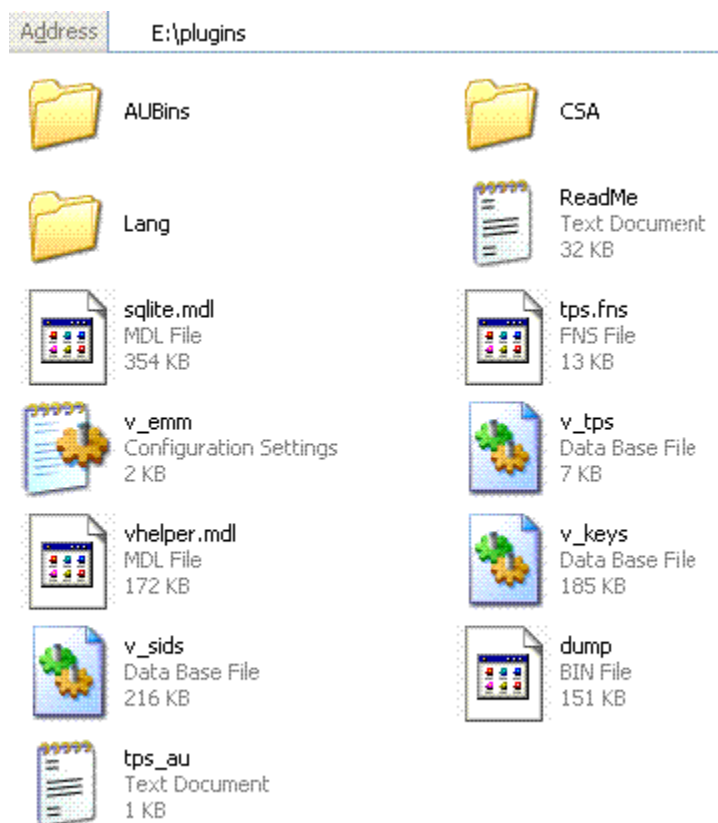 Address E:\plugins
AUBins
CSA
Lang
ReadMe
Text Document
32 KB
sqlite.mdl
MDL File
354 KB
tps.fns
FNS File
13 KB
v_emm
Configuration Settings
2 KB
v_tps
Data Base File
7 KB
vhelper.mdl
MDL File
172 KB
v_keys
Data Base File
185 KB
v_sids
Data Base File
216 KB
dump
BIN File
151 KB
tps_au
Text Document
1 KB